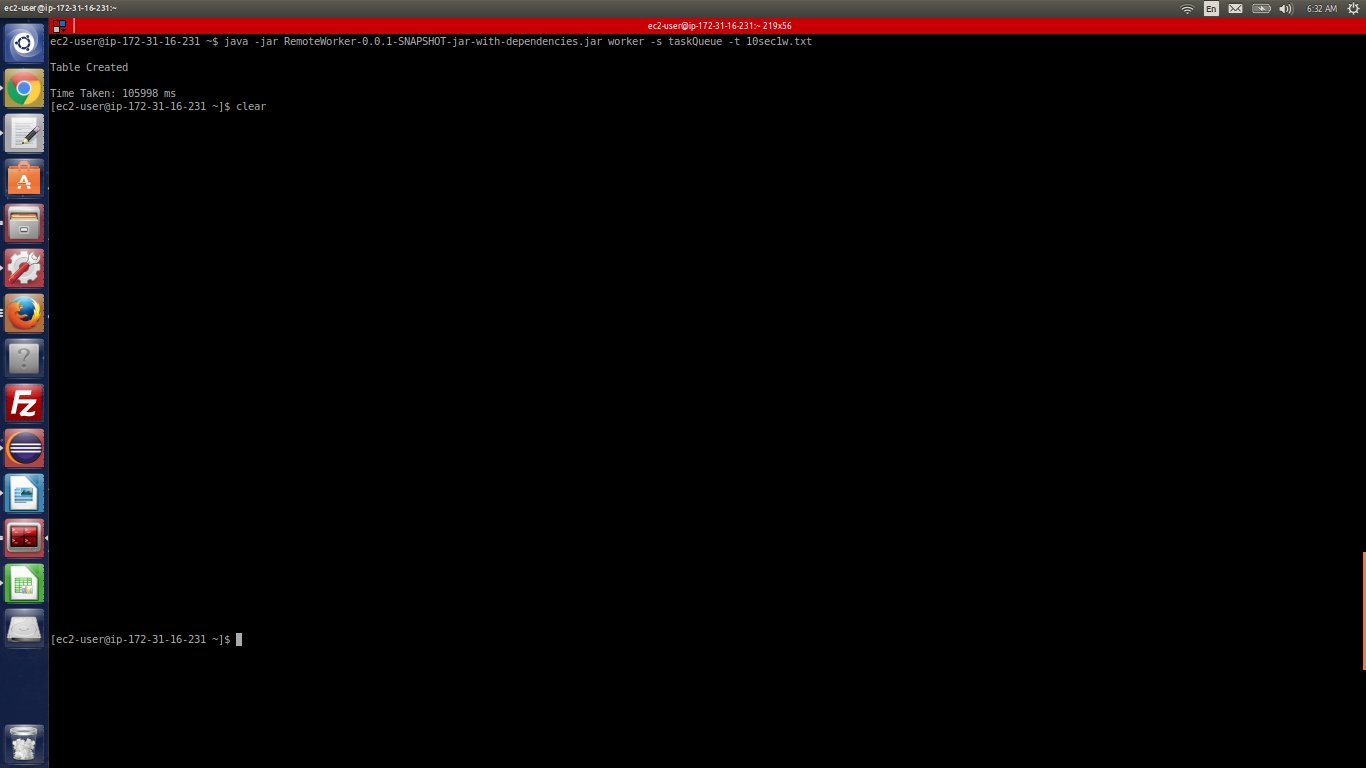 ec2-user@ip-172-31-16-231:~
En
6:32 AM
ec2-user@ip-172-31-16-231:~ 219x56
ec2-user@ip-172-31-16-231 ~$ java -jar RemoteWorker-0.0.1-SNAPSHOT-jar-with-dependencies.jar worker -s taskQueue -t 10sec1w.txt
Table Created
Time Taken: 105998 ms
[ec2-user@ip-172-31-16-231 ~]$ clear
[ec2-user@ip-172-31-16-231 ~]$